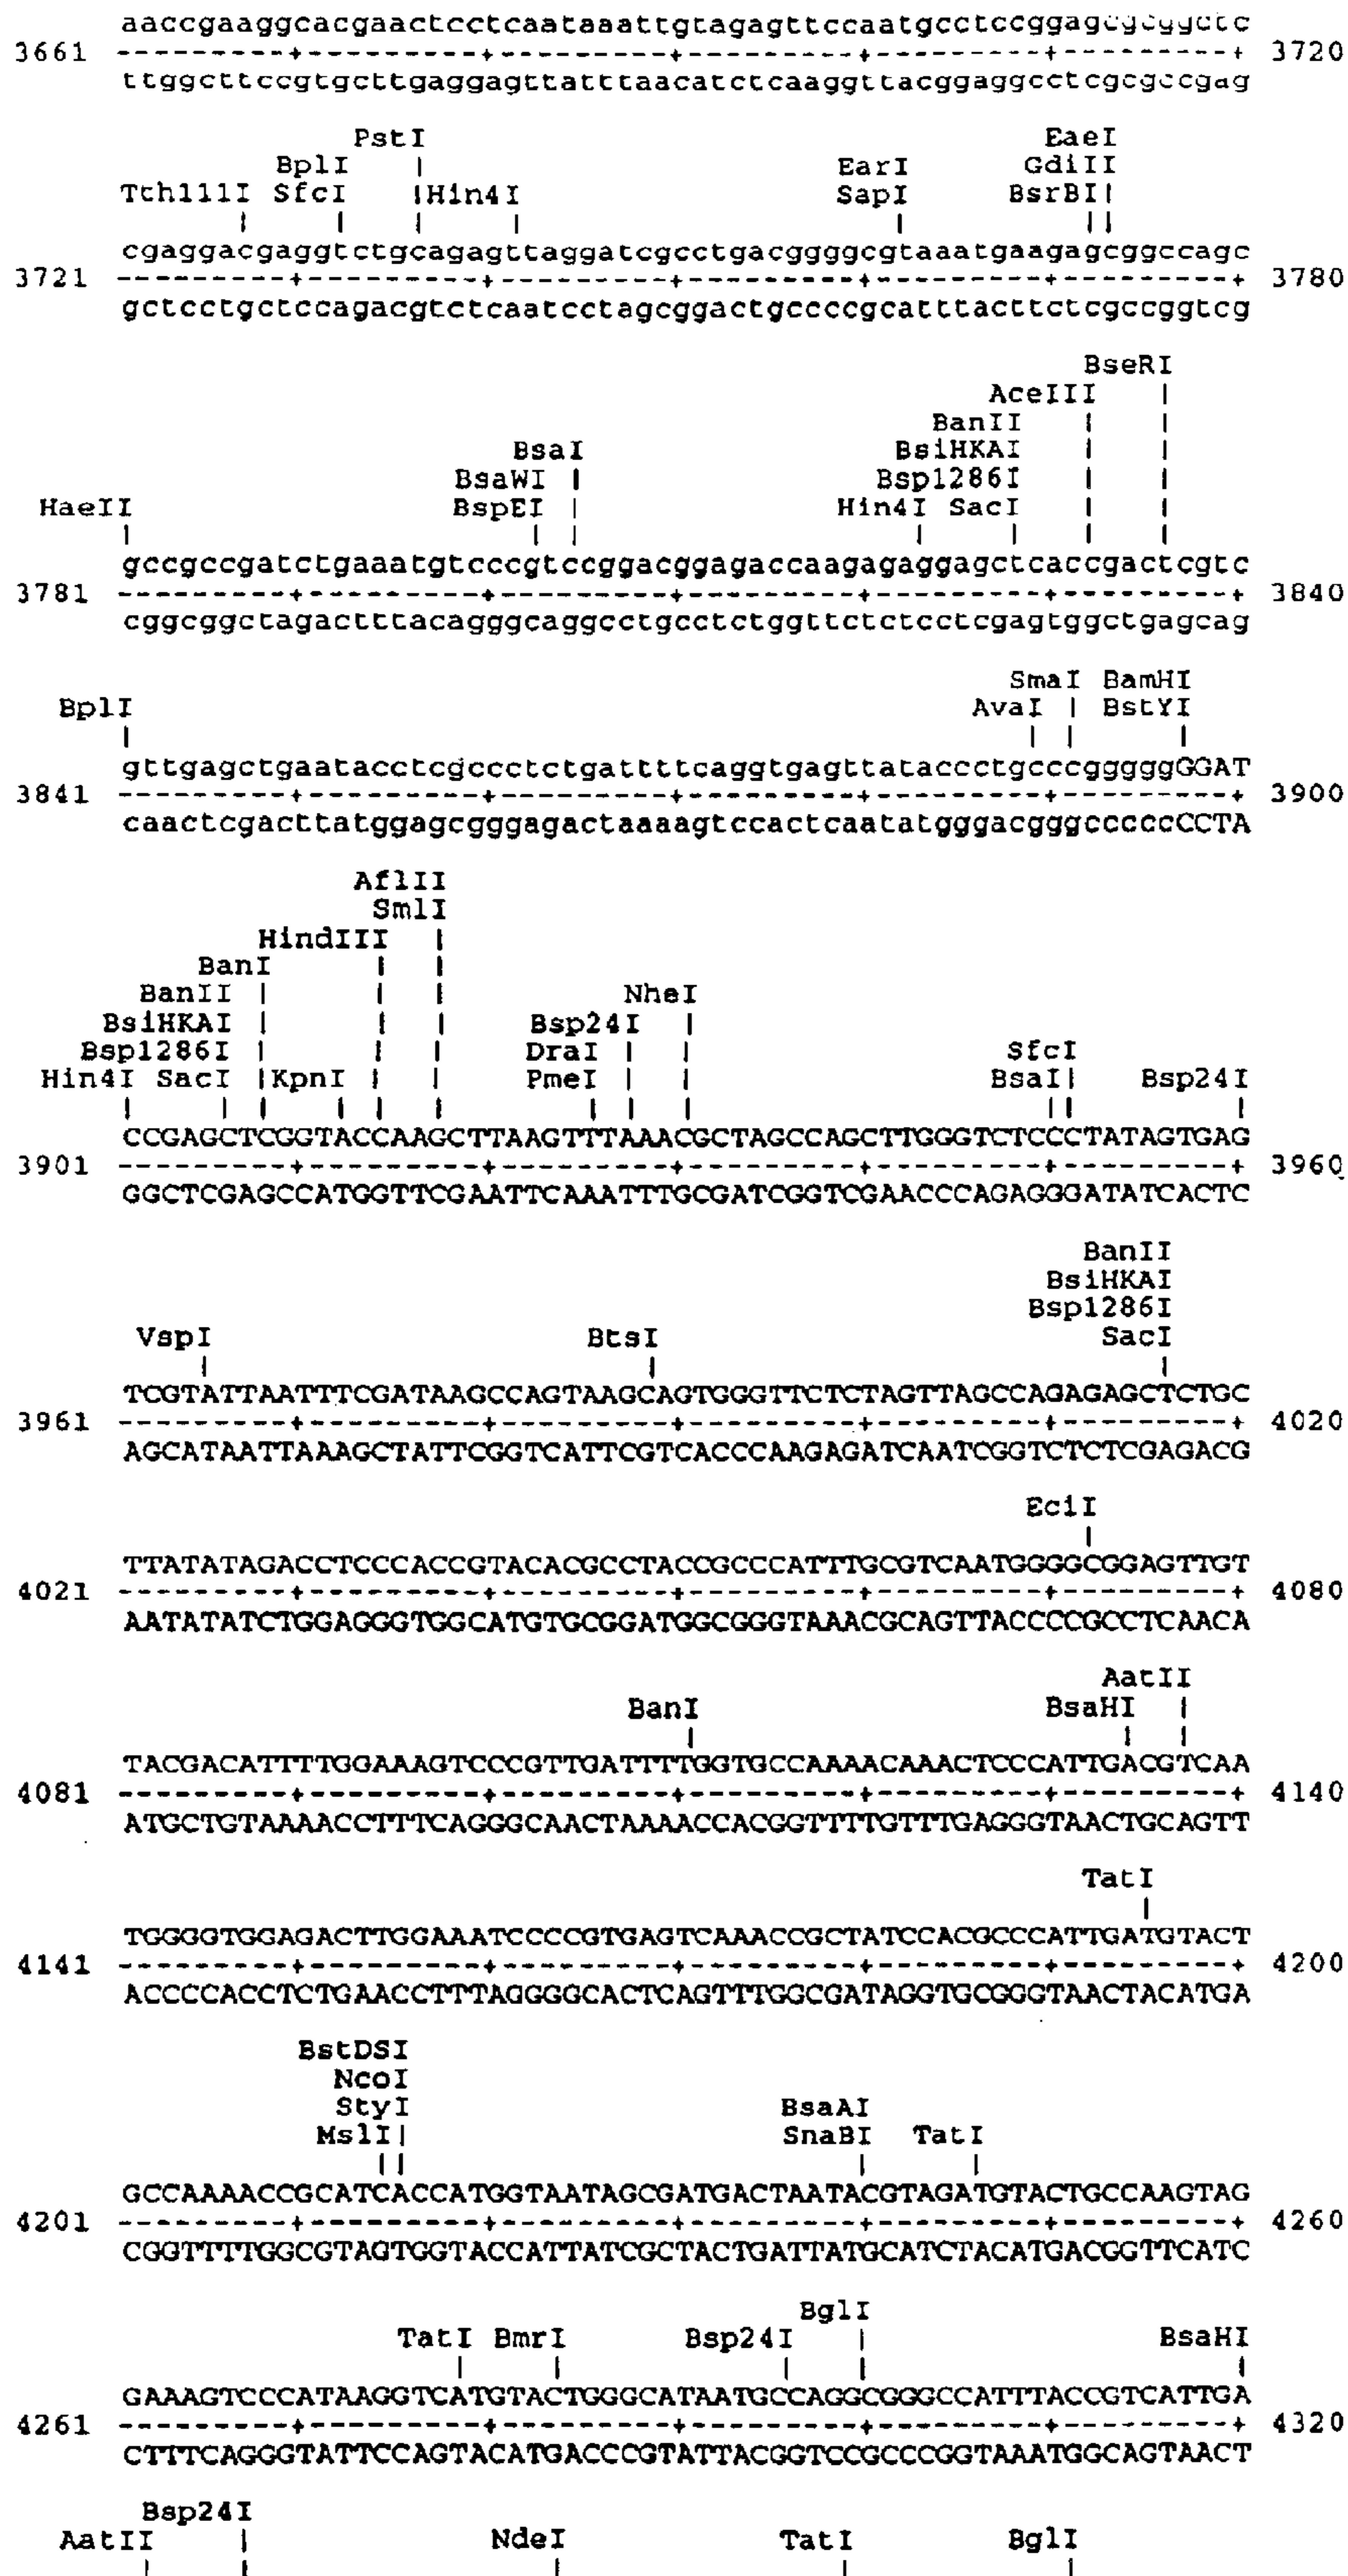 aaccgaaggcacgaactcctcaataaattgtagagttccaatgcctccggagcgcggctc
3661 ---------+---------+---------+---------+---------+---------+ 3720
ttggcttccgtgcttgaggagttatttaacatctcaaggttacggaggcctcgcgccgag
PstI EaeI
BplI | EarI GdiII
Tth111I SfcI |Hin4I SapI BsrBI|
| | | | | ||
cgaggacgaggtctgcagagttaggatcgcctgacggggcgtaaatgaagagcggccagc
3721 ---------+---------+---------+---------+---------+---------+ 3780
gctcctgctccagacgtctcaatcctagcggactgccccgcatttacttctcgccggtcg
BseRI
AceIII |
BanII | |
BsaI BsiHKAI | |
BsaWI | Bsp1286I | |
HaeII BspEI | Hin4I SacI | |
| | | | | | |
gccgccgatctgaaatgtcccgtccggacggagaccaagagaggagctcaccgactcgtc
3781 ---------+---------+---------+---------+---------+---------+ 3840
cggcggctagactttacagggcaggcctgcctctggttctctcctcgagtggctgagcag
SmaI BamHI
BplI AvaI | BstYI
| | | |
gttgagctgaatacctcgccctctgattttcaggtgagttataccctgcccgggggGGAT
3841 ---------+---------+---------+---------+---------+---------+ 3900
caactcgacttatggagcgggagactaaaagtccactcaatatgggacgggcccccCCTA
AflII
SmlI
HindIII |
BanI | |
BanII | | | NheI
BsiHKAI | | | Bsp24I |
Bsp1286I | | | DraI | | SfcI
Hin4I SacI |KpnI | | PmeI | | BsaI| Bsp24I
| | | | | | | | | || |
CCGAGCTCGGTACCAAGCTTAAGTTTAAACGCTAGCCAGCTTGGGTCTCCCTATAGTGAG
3901 ---------+---------+---------+---------+---------+---------+ 3960
GGCTCGAGCCATGGTTCGAATTCAAATTTGCGATCGGTCGAACCCAGAGGGATATCACTC
BanII
BsiHKAI
Bsp1286I
VspI BtsI SacI
| | |
TCGTATTAATTTCGATAAGCCAGTAAGCAGTGGGTTCTCTAGTTAGCCAGAGAGCTCTGC
3961 ---------+---------+---------+---------+---------+---------+ 4020
AGCATAATTAAAGCTATTCGGTCATTCGTCACCCAAGAGATCAATCGGTCTCTCGAGACG
EciI
|
TTATATAGACCTCCCACCGTACACGCCTACCGCCCATTTGCGTCAATGGGGCGGAGTTGT
4021 ---------+---------+---------+---------+---------+---------+ 4080
AATATATCTGGAGGGTGGCATGTGCGGATGGCGGGTAAACGCAGTTACCCCGCCTCAACA
AatII
BanI BsaHI |
| | |
TACGACATTTTGGAAAGTCCCGTTGATTTTGGTGCCAAAACAAACTCCCATTGACGTCAA
4081 ---------+---------+---------+---------+---------+---------+ 4140
ATGCTGTAAAACCTTTCAGGGCAACTAAAACCACGGTTTTGTTTGAGGGTAACTGCAGTT
TatI
|
TGGGGTGGAGACTTGGAAATCCCCGTGAGTCAAACCGCTATCCACGCCCATTGATGTACT
4141 ---------+---------+---------+---------+---------+---------+ 4200
ACCCCACCTCTGAACCTTTAGGGGCACTCAGTTTGGCGATAGGTGCGGGTAACTACATGA
BstDSI
NcoI
StyI BsaAI
MslI| SnaBI TatI
|| | |
GCCAAAACCGCATCACCATGGTAATAGCGATGACTAATACGTAGATGTACTGCCAAGTAG
4201 ---------+---------+---------+---------+---------+---------+ 4260
CGGTTTTGGCGTAGTGGTACCATTATCGCTACTGATTATGCATCTACATGACGGTTCATC
BglI
TatI BmrI Bsp24I | BsaHI
| | | | |
GAAAGTCCCATAAGGTCATGTACTGGGCATAATGCCAGGCGGGCCATTTACCGTCATTGA
4261 ---------+---------+---------+---------+---------+---------+ 4320
CTTTCAGGGTATTCCAGTACATGACCCGTATTACGGTCCGCCCGGTAAATGGCAGTAACT
Bsp24I
AatII | NdeI TatI BglI
| | | | |